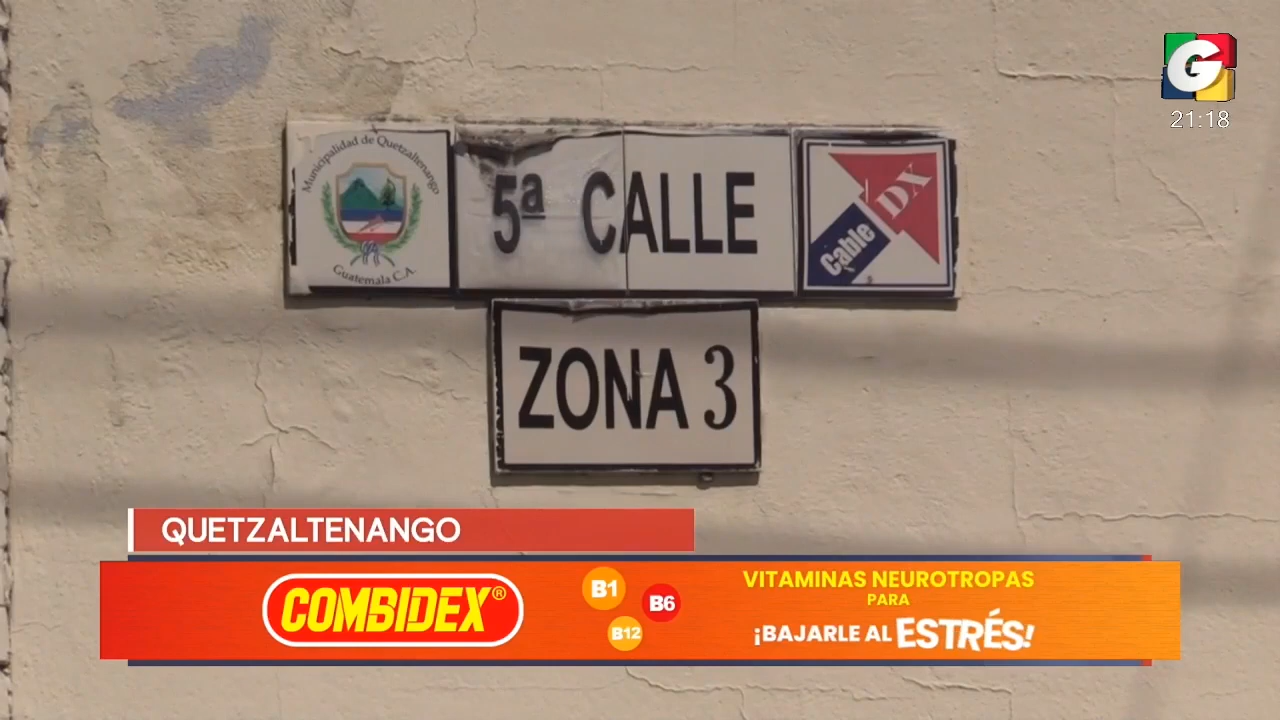 G
21:18
Municipalidad de Quetzaltenango
Guatemala C.A.
5ª CALLE
Cable DX
ZONA 3
QUETZALTENANGO
COMBIDEX®
B1
B6
B12
VITAMINAS NEUROTROPAS
PARA
¡BAJARLE AL ESTRÉS!